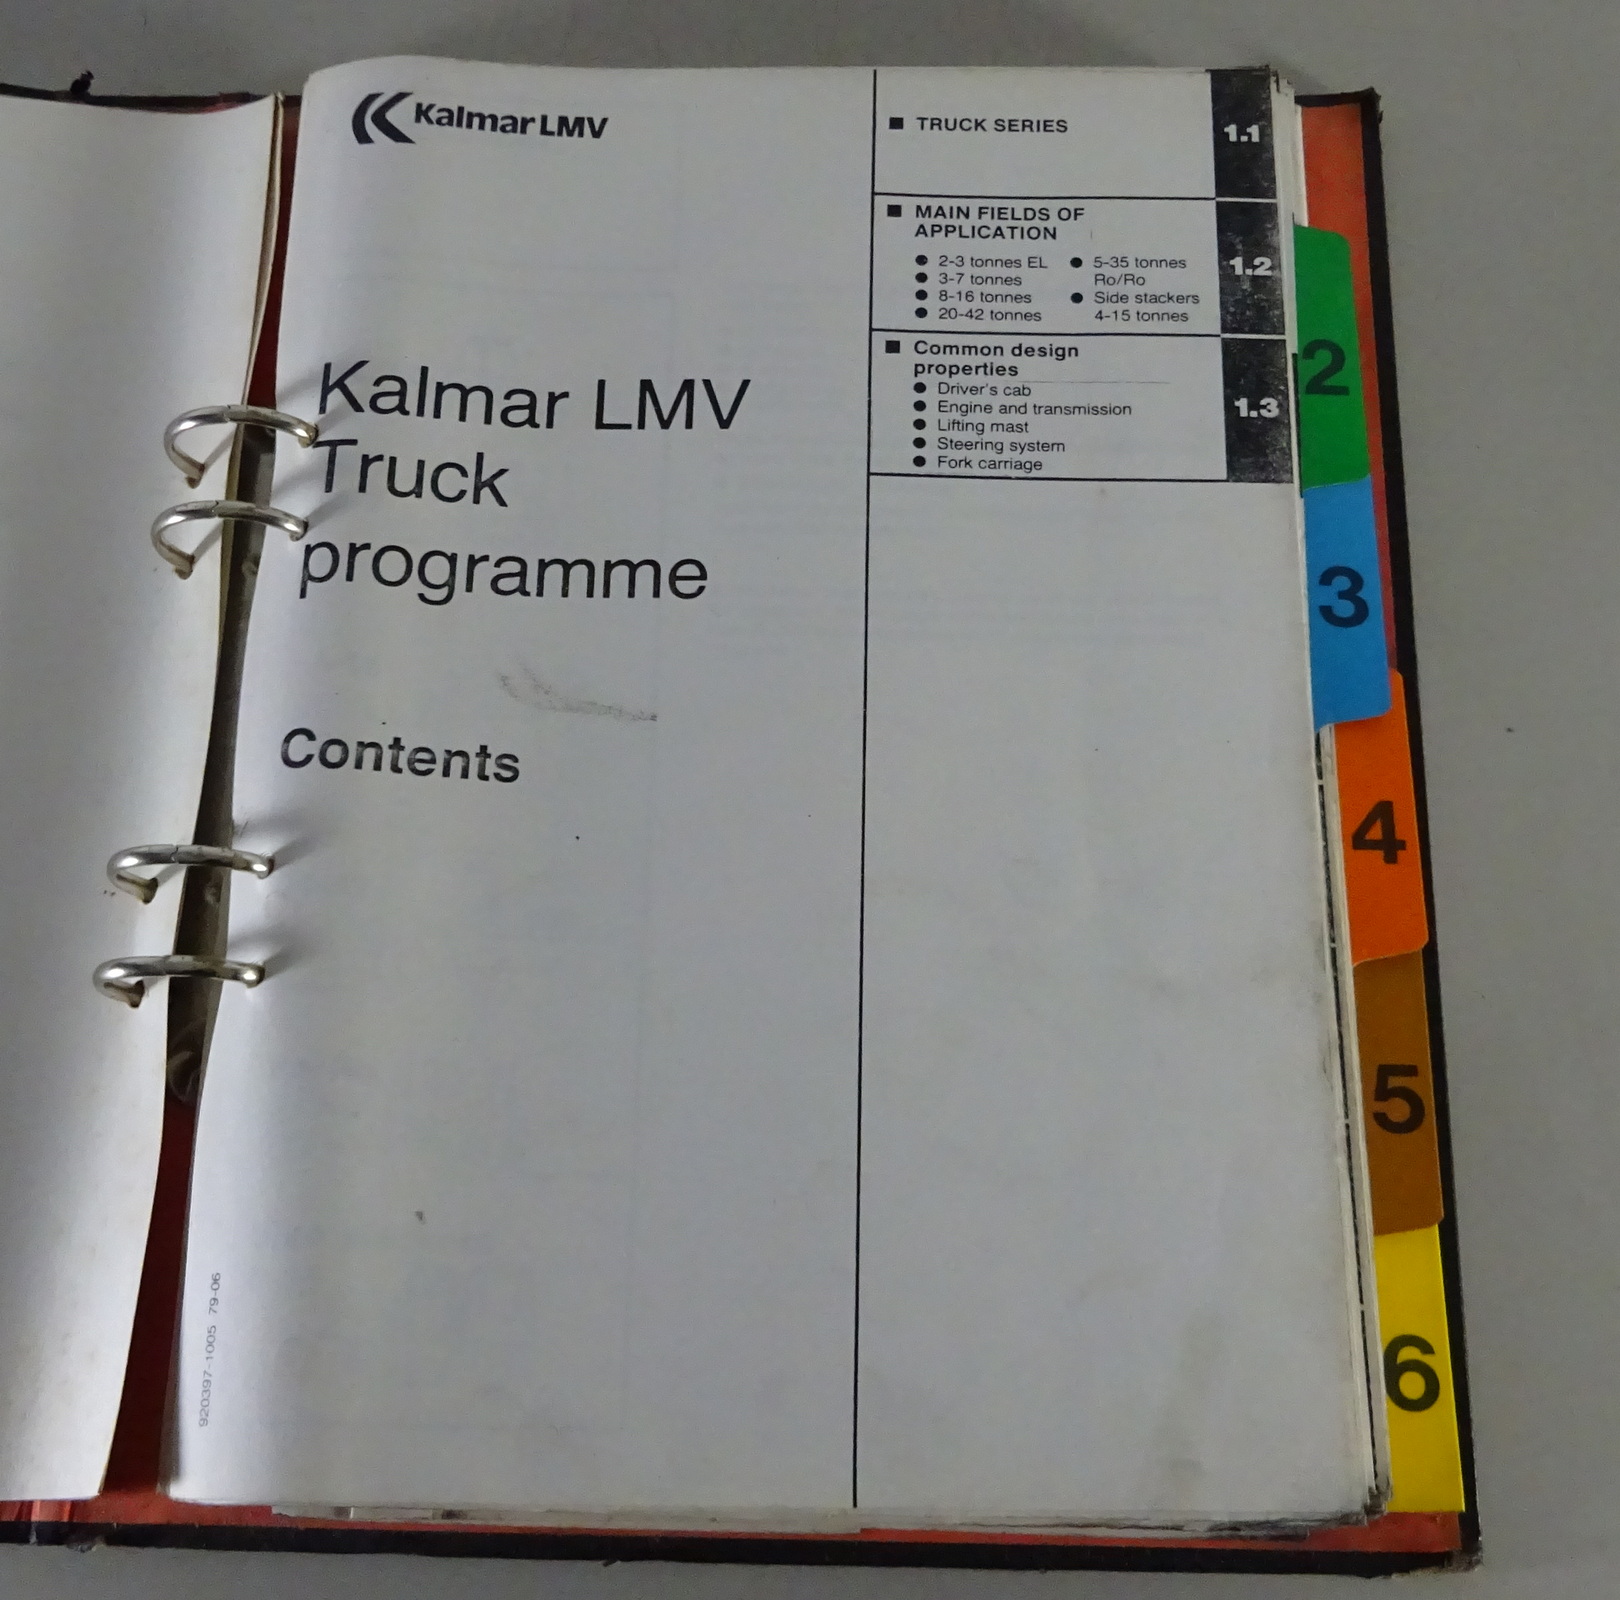 Kalmar LMV
Kalmar LMV
Truck
programme
Contents
920397-1005 79-06
■ TRUCK SERIES
1.1
■ MAIN FIELDS OF
APPLICATION
● 2-3 tonnes EL
● 3-7 tonnes
● 8-16 tonnes
● 20-42 tonnes
● 5-35 tonnes
Ro/Ro
● Side stackers
4-15 tonnes
1.2
■ Common design
properties
● Driver's cab
● Engine and transmission
● Lifting mast
● Steering system
● Fork carriage
1.3
2
3
4
5
6